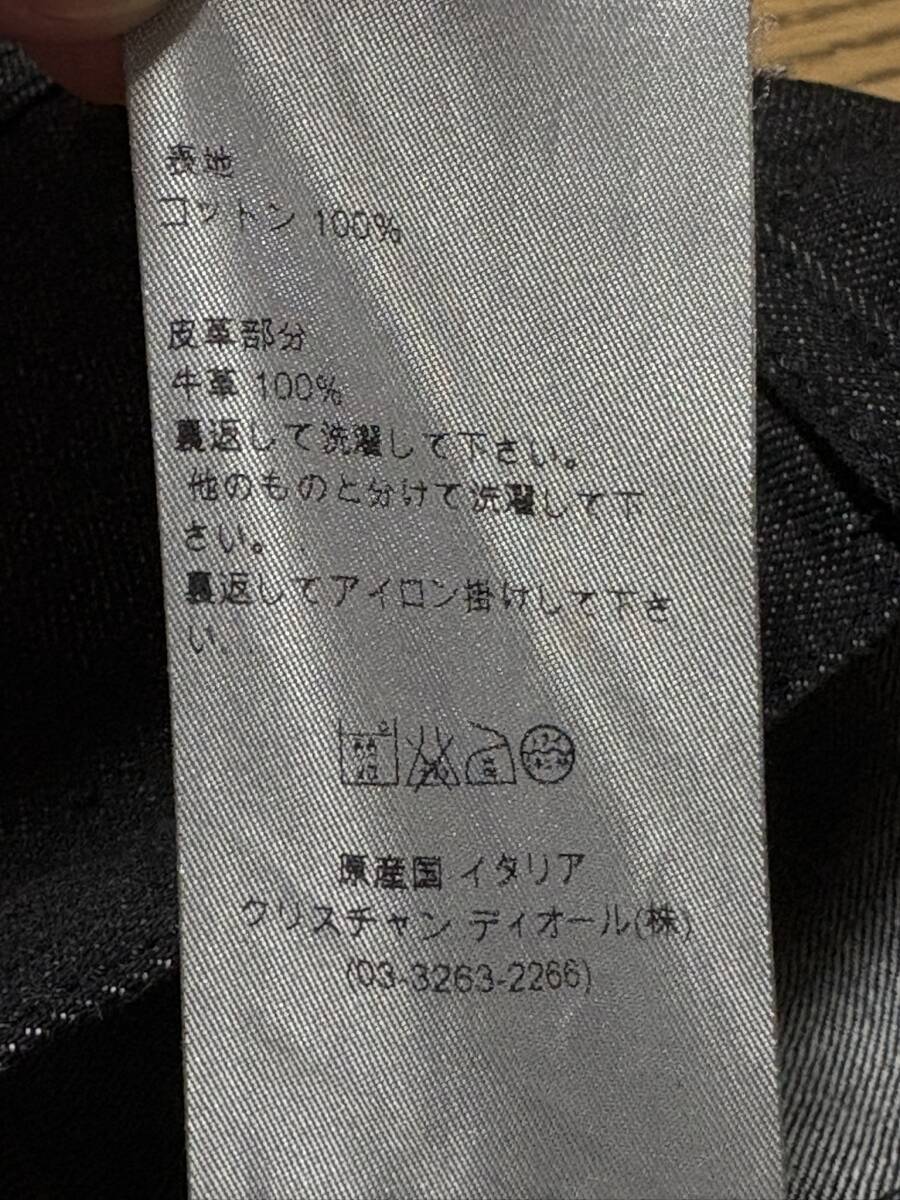 表地
コットン 100%
皮革部分
牛革 100%
裏返して洗濯して下さい。
他のものと分けて洗濯して下
さい。
裏返してアイロン掛けして下さ
い。
原産国 イタリア
クリスチャン ディオール(株)
(03-3263-2266)